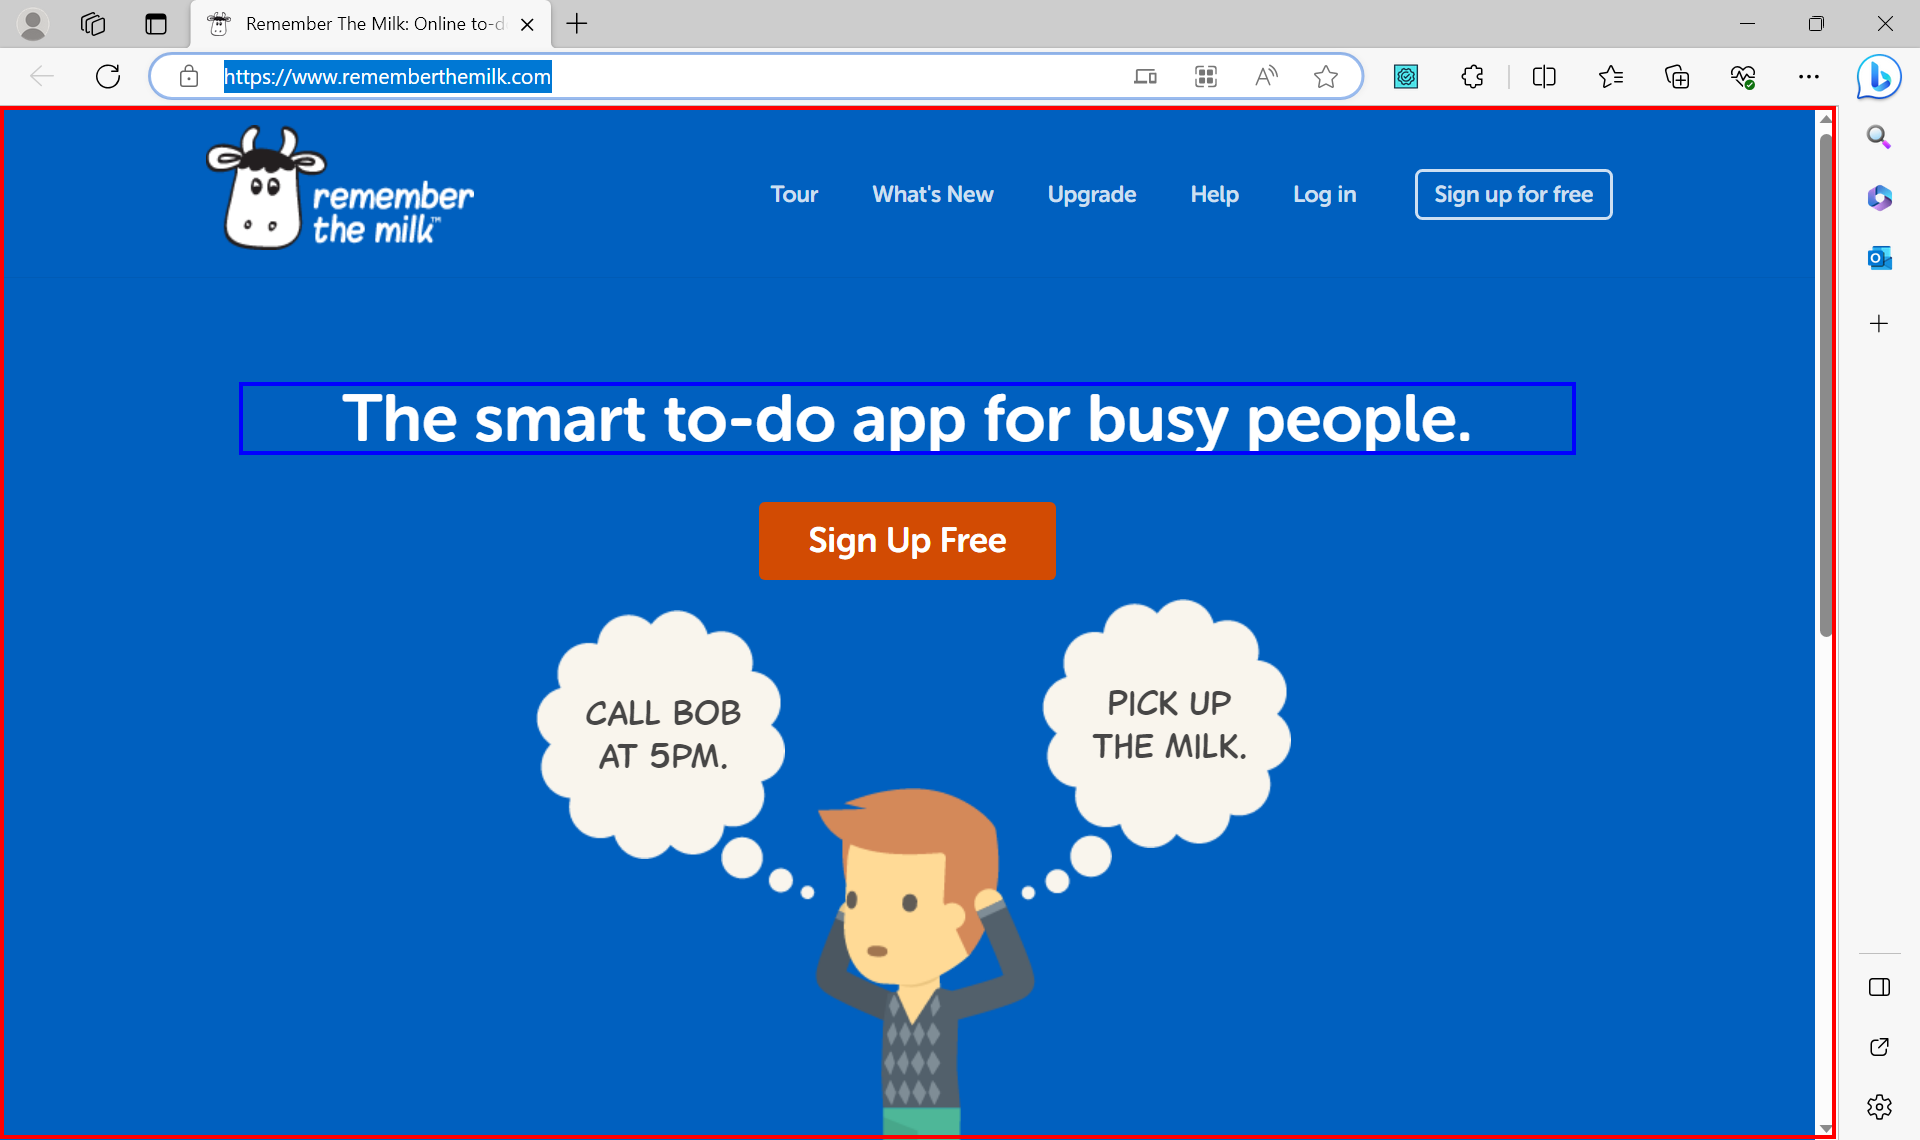 Remember The Milk: Online to-d
https://www.rememberthemilk.com
remember
the milk™
Tour
What's New
Upgrade
Help
Log in
Sign up for free
The smart to-do app for busy people.
Sign Up Free
CALL BOB
AT 5PM.
PICK UP
THE MILK.